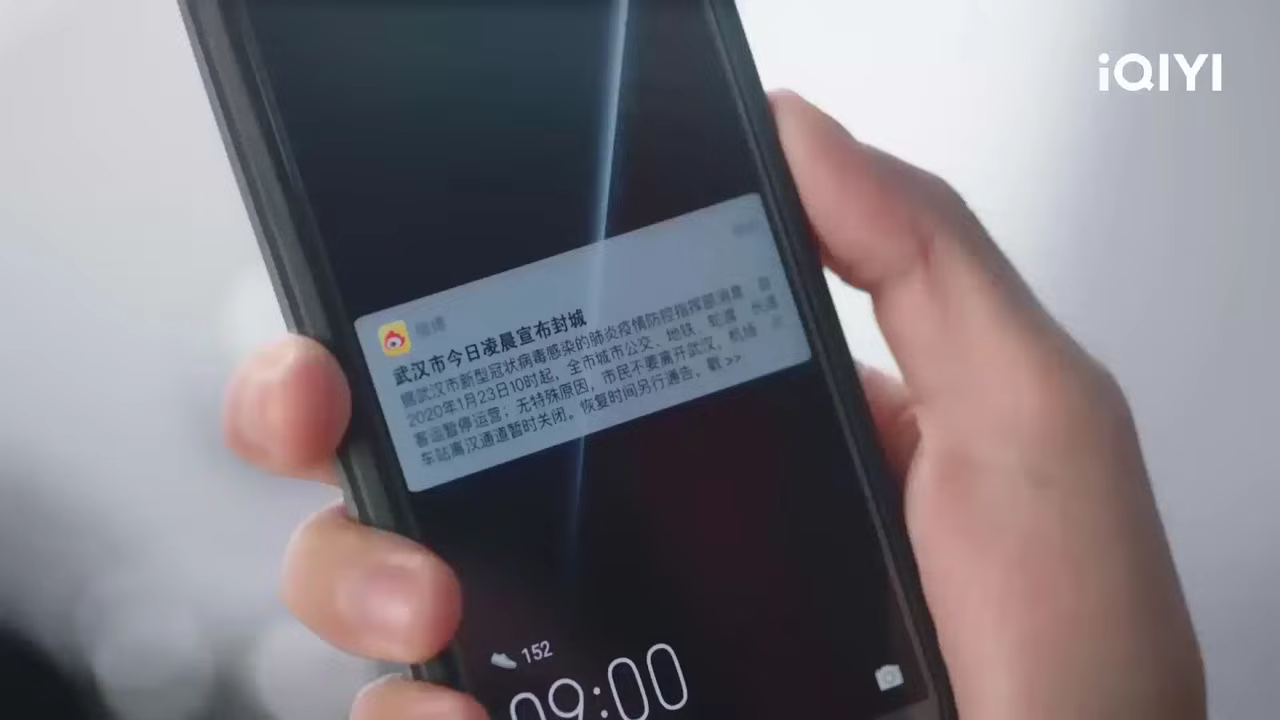 iQIYI
武汉市今日凌晨宣布封城
据武汉市新型冠状病毒感染的肺炎疫情防控指挥部消息
2020年1月23日10时起，全市城市公交、地铁、轮渡、长途
客运暂停运营；无特殊原因，市民不要离开武汉，机场
车站离汉通道暂时关闭。恢复时间另行通告。戳 >>
152
09:00